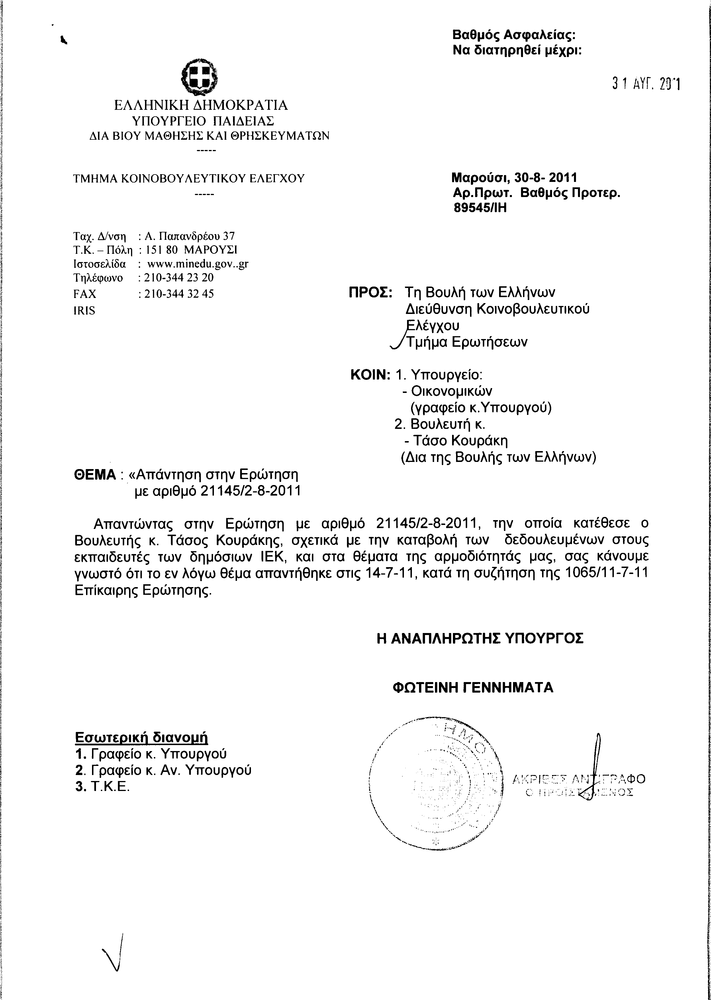 Βαθμός Ασφαλείας:
Να διατηρηθεί μέχρι:
31 ΑΥΓ. 2011
ΕΛΛΗΝΙΚΗ ΔΗΜΟΚΡΑΤΙΑ
ΥΠΟΥΡΓΕΙΟ ΠΑΙΔΕΙΑΣ
ΔΙΑ ΒΙΟΥ ΜΑΘΗΣΗΣ ΚΑΙ ΘΡΗΣΚΕΥΜΑΤΩΝ
-----
ΤΜΗΜΑ ΚΟΙΝΟΒΟΥΛΕΥΤΙΚΟΥ ΕΛΕΓΧΟΥ
-----
Μαρούσι, 30-8- 2011
Αρ.Πρωτ. Βαθμός Προτερ.
89545/ΙΗ
Ταχ. Δ/νση : Α. Παπανδρέου 37
Τ.Κ. – Πόλη : 151 80 ΜΑΡΟΥΣΙ
Ιστοσελίδα : www.minedu.gov..gr
Τηλέφωνο : 210-344 23 20
FAX : 210-344 32 45
IRIS
ΠΡΟΣ: Τη Βουλή των Ελλήνων
Διεύθυνση Κοινοβουλευτικού
Ελέγχου
Τμήμα Ερωτήσεων
ΚΟΙΝ: 1. Υπουργείο:
- Οικονομικών
(γραφείο κ.Υπουργού)
2. Βουλευτή κ.
- Τάσο Κουράκη
(Δια της Βουλής των Ελλήνων)
ΘΕΜΑ : «Απάντηση στην Ερώτηση
με αριθμό 21145/2-8-2011
Απαντώντας στην Ερώτηση με αριθμό 21145/2-8-2011, την οποία κατέθεσε ο
Βουλευτής κ. Τάσος Κουράκης, σχετικά με την καταβολή των δεδουλευμένων στους
εκπαιδευτές των δημόσιων ΙΕΚ, και στα θέματα της αρμοδιότητάς μας, σας κάνουμε
γνωστό ότι το εν λόγω θέμα απαντήθηκε στις 14-7-11, κατά τη συζήτηση της 1065/11-7-11
Επίκαιρης Ερώτησης.
Η ΑΝΑΠΛΗΡΩΤΗΣ ΥΠΟΥΡΓΟΣ
ΦΩΤΕΙΝΗ ΓΕΝΝΗΜΑΤΑ
Εσωτερική διανομή
1. Γραφείο κ. Υπουργού
2. Γραφείο κ. Αν. Υπουργού
3. Τ.Κ.Ε.
ΑΚΡΙΒΕΣ ΑΝΤΙΓΡΑΦΟ
Ο ΠΡΟΪΣΤΑΜΕΝΟΣ